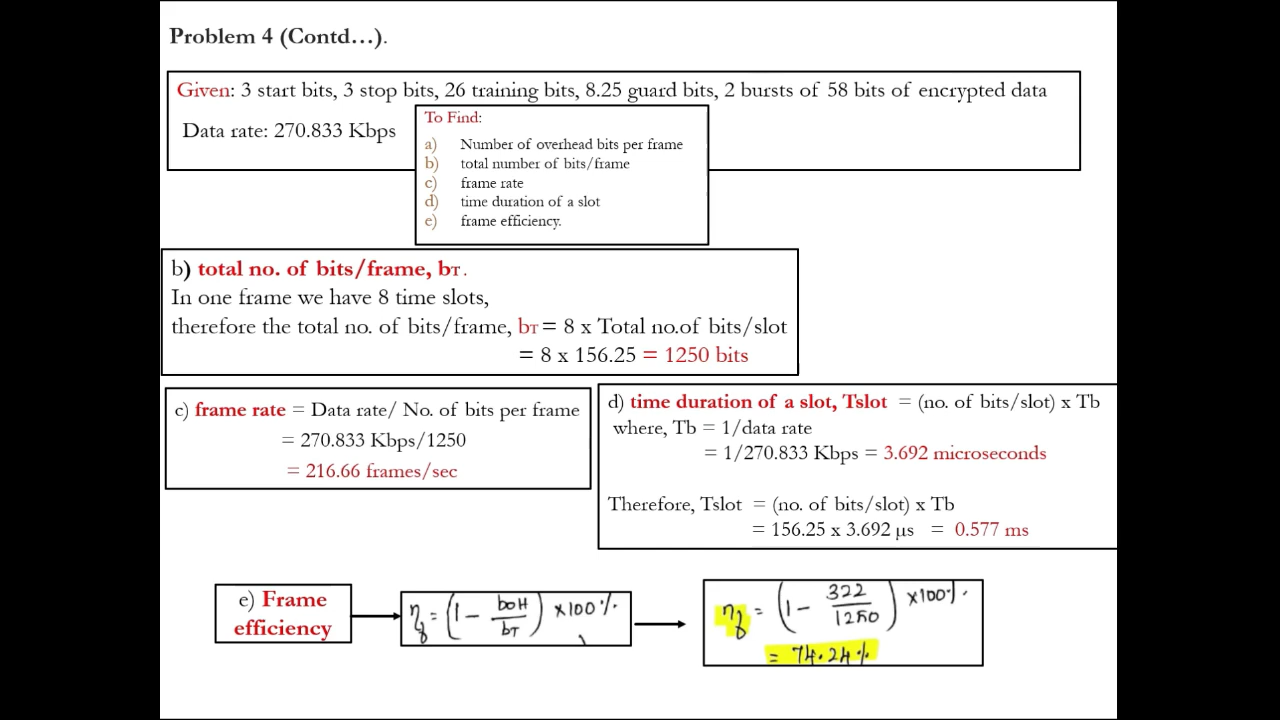 Problem 4 (Contd…).
Given: 3 start bits, 3 stop bits, 26 training bits, 8.25 guard bits, 2 bursts of 58 bits of encrypted data
Data rate: 270.833 Kbps
To Find:
a) Number of overhead bits per frame
b) total number of bits/frame
c) frame rate
d) time duration of a slot
e) frame efficiency.
b) total no. of bits/frame, bT.
In one frame we have 8 time slots,
therefore the total no. of bits/frame, bT = 8 x Total no.of bits/slot
= 8 x 156.25 = 1250 bits
c) frame rate = Data rate/ No. of bits per frame
= 270.833 Kbps/1250
= 216.66 frames/sec
d) time duration of a slot, Tslot = (no. of bits/slot) x Tb
where, Tb = 1/data rate
= 1/270.833 Kbps = 3.692 microseconds
Therefore, Tslot = (no. of bits/slot) x Tb
= 156.25 x 3.692 µs = 0.577 ms
e) Frame
efficiency
ηf = (1 - bOH/bT) ×100%
ηf = (1 - 322/1250) ×100%.
= 74.24%